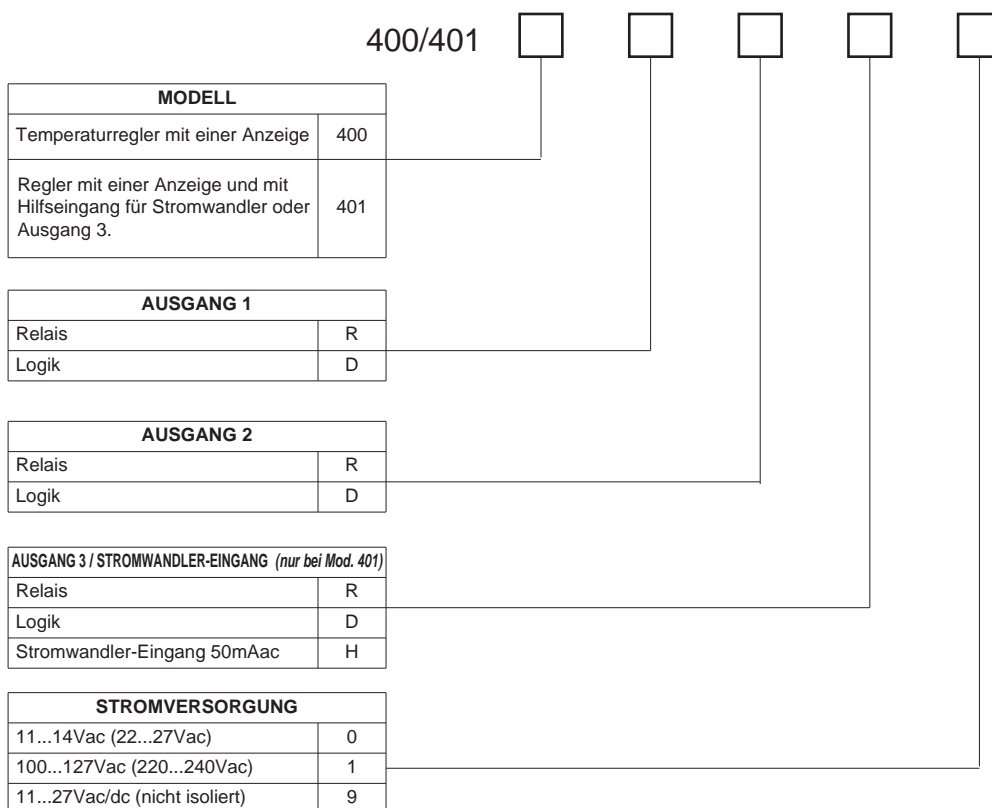 400/401
MODELL
Temperaturregler mit einer Anzeige 400
Regler mit einer Anzeige und mit
Hilfseingang für Stromwandler oder 401
Ausgang 3.
AUSGANG 1
Relais R
Logik D
AUSGANG 2
Relais R
Logik D
AUSGANG 3 / STROMWANDLER-EINGANG (nur bei Mod. 401)
Relais R
Logik D
Stromwandler-Eingang 50mAac H
STROMVERSORGUNG
11...14Vac (22...27Vac) 0
100...127Vac (220...240Vac) 1
11...27Vac/dc (nicht isoliert) 9